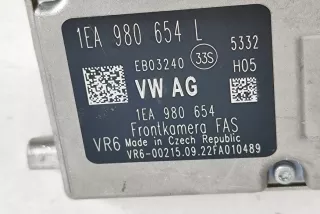 1EA 980 654 L
EB03240 33S 5332
H05
VW AG
1EA 980 654
Frontkamera FAS
VR6 Made in Czech Republic
VR6-00215.09.22FA010489